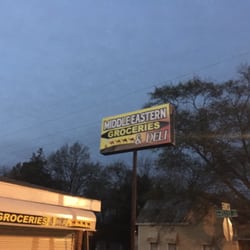 MIDDLE EASTERN
GROCERIES
& DELI
GROCERIES